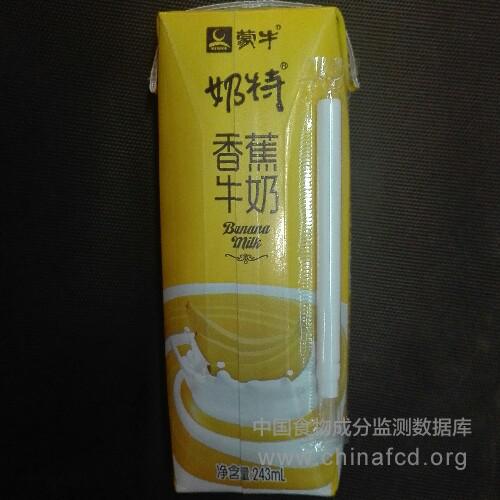 蒙牛®
奶特®
香蕉
牛奶
Banana
Milk
净含量:243mL
中国食物成分监测数据库
www.chinafcd.org